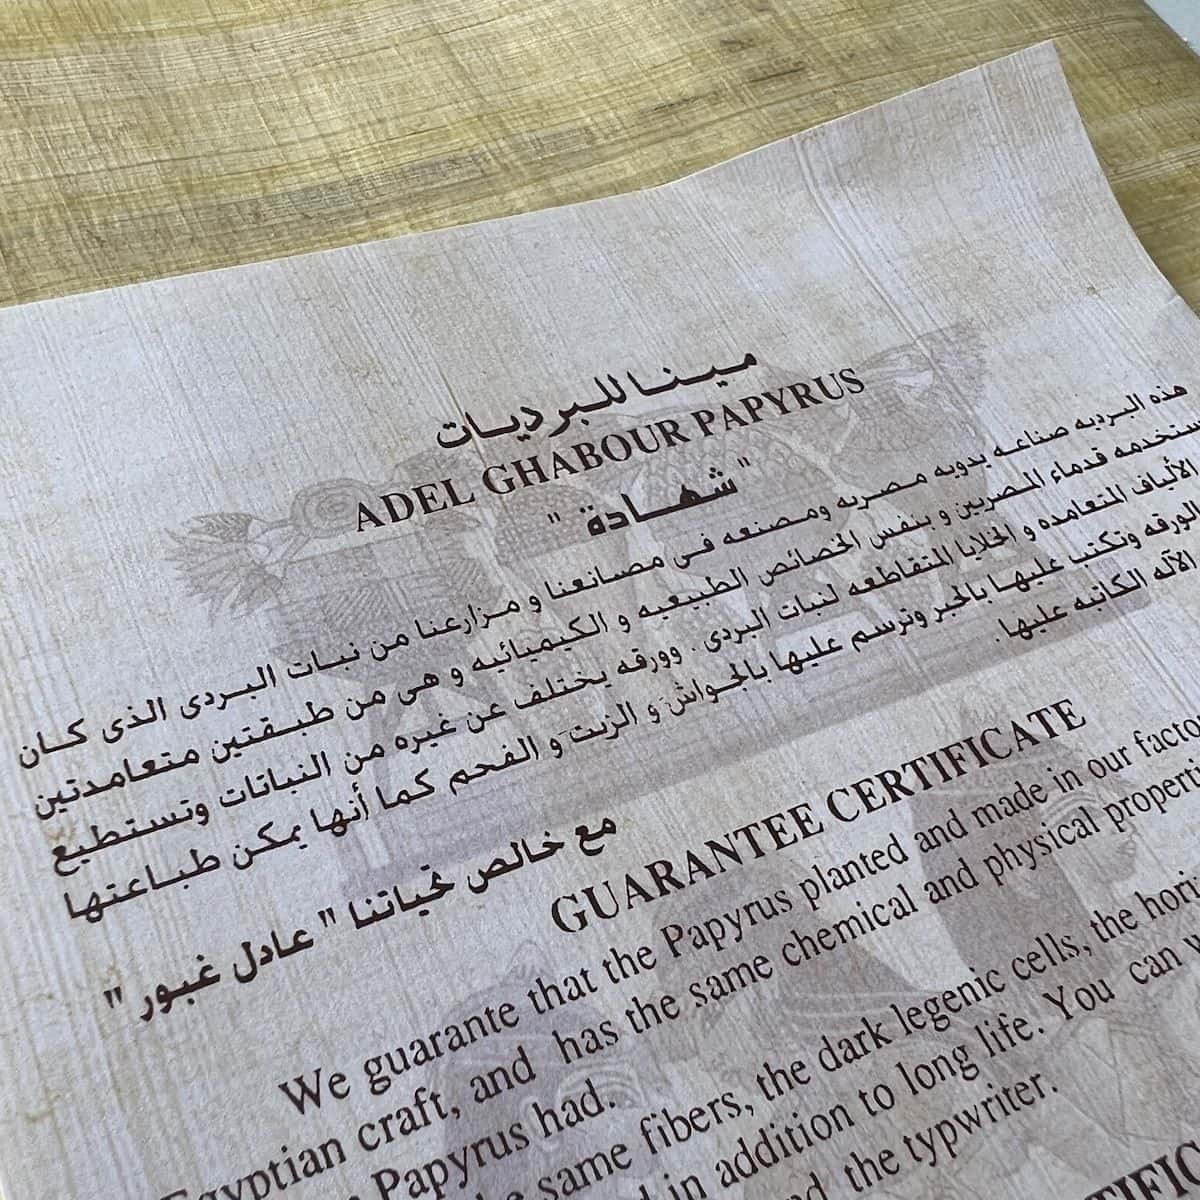 مينا للبرديات
ADEL GHABOUR PAPYRUS
" شهادة "
هذه البرديه صناعه يدويه مصريه ومصنعه فى مصانعنا و مزارعنا من نبات البردى الذى كان
ستخدمه قدماء المصريين و بنفس الخصائص الطبيعيه و الكيميائيه و هى من طبقتين متعامدتين
الألياف المتعامده و الخلايا المتقاطعه لنبات البردى . وورقه يختلف عن غيره من النباتات وتستطيع
لورقه وتكتب عليها بالحبر وترسم عليها بالجواش و الزيت و الفحم كما أنها يمكن طباعتها
الآله الكاتبه عليها .
مع خالص تحياتنا " عادل غبور "
GUARANTEE CERTIFICATE
We guarante that the Papyrus planted and made in our facto
Egyptian craft, and has the same chemical and physical properti
Papyrus had.
same fibers, the dark legenic cells, the hori
in addition to long life. You can
the typwriter.